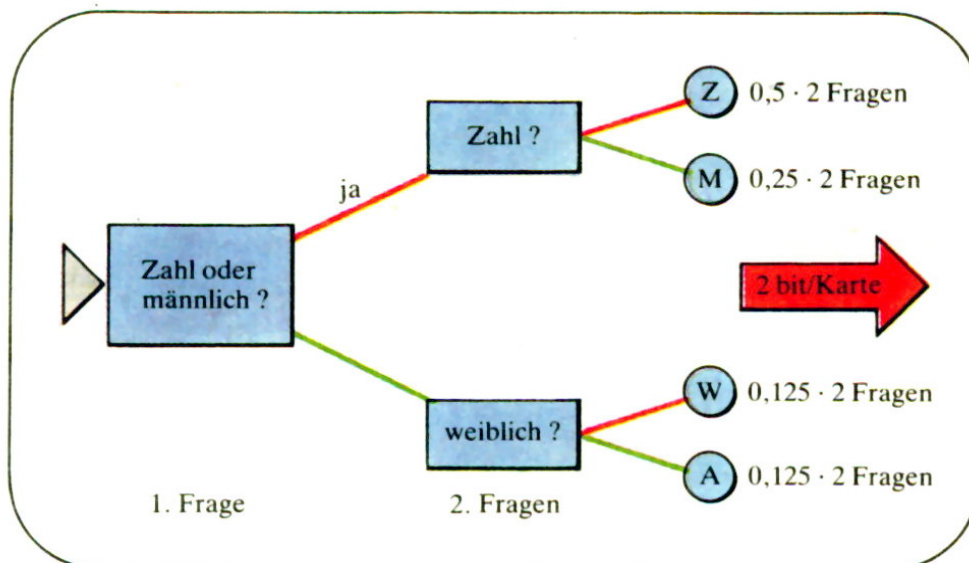 Zahl ?
Z
0,5 · 2 Fragen
M
0,25 · 2 Fragen
ja
Zahl oder
männlich ?
2 bit/Karte
weiblich ?
W
0,125 · 2 Fragen
A
0,125 · 2 Fragen
1. Frage
2. Fragen